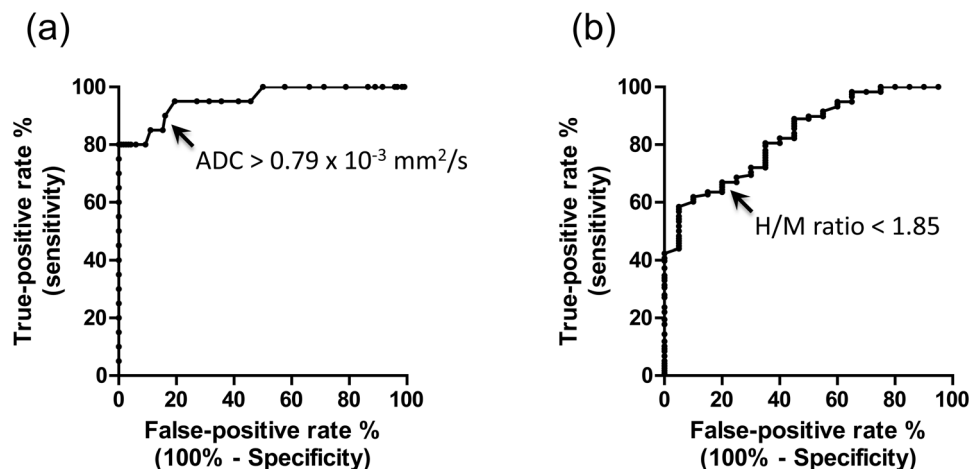 (a)
100
80
60
40
20
0
0 20 40 60 80 100
True-positive rate %
(sensitivity)
False-positive rate %
(100% - Specificity)
ADC > 0.79 x 10⁻³ mm²/s
(b)
100
80
60
40
20
0
0 20 40 60 80 100
True-positive rate %
(sensitivity)
False-positive rate %
(100% - Specificity)
H/M ratio < 1.85